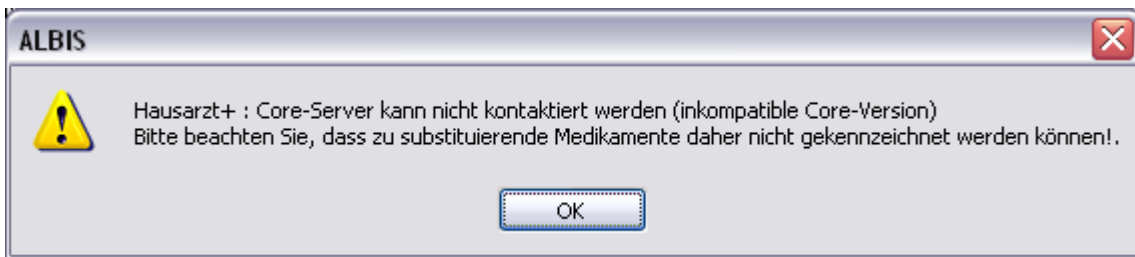 ALBIS
Hausarzt+ : Core-Server kann nicht kontaktiert werden (inkompatible Core-Version)
Bitte beachten Sie, dass zu substituierende Medikamente daher nicht gekennzeichnet werden können!.
OK